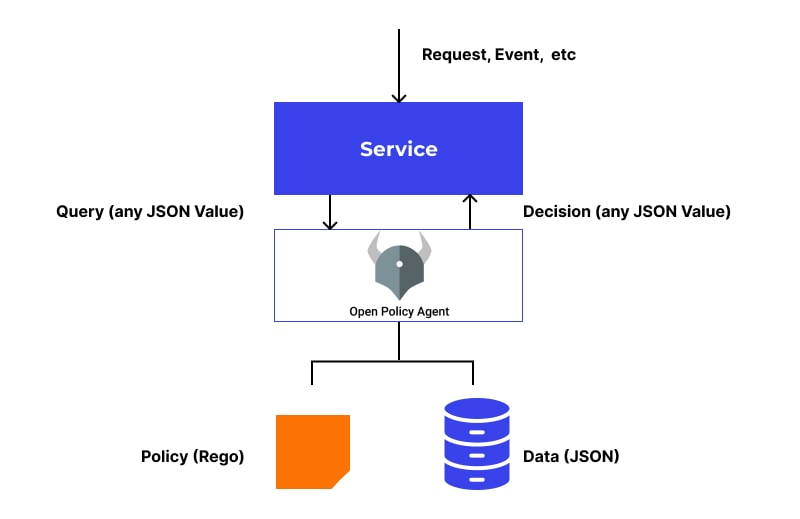 Request, Event, etc
Service
Query (any JSON Value)
Decision (any JSON Value)
Open Policy Agent
Policy (Rego)
Data (JSON)